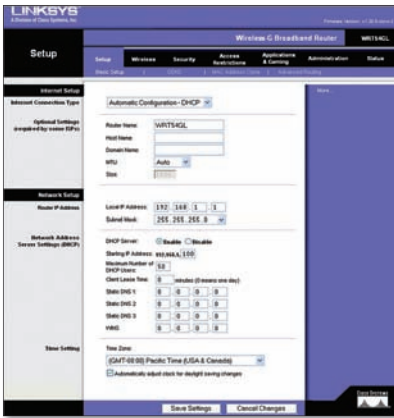 LINKSYS
A Division of Cisco Systems, Inc.
Wireless-G Broadband Router WRT54GL
Setup
Setup Wireless Security Access Restrictions Applications & Gaming Administration Status
Basic Setup | DDNS | MAC Address Clone | Advanced Routing
Internet Setup
Internet Connection Type
Automatic Configuration - DHCP
More...
Optional Settings
(required by some ISPs)
Router Name: WRT54GL
Host Name:
Domain Name:
MTU: Auto
Size:
Network Setup
Router IP Address
Local IP Address: 192 . 168 . 1 . 1
Subnet Mask: 255.255.255.0
Network Address
Server Settings (DHCP)
DHCP Server: Enable Disable
Starting IP Address: 192.168.1. 100
Maximum Number of
DHCP Users: 50
Client Lease Time: 0 minutes (0 means one day)
Static DNS 1: 0 . 0 . 0 . 0
Static DNS 2: 0 . 0 . 0 . 0
Static DNS 3: 0 . 0 . 0 . 0
WINS: 0 . 0 . 0 . 0
Time Setting
Time Zone:
(GMT-08:00) Pacific Time (USA & Canada)
Automatically adjust clock for daylight saving changes
Save Settings Cancel Changes
Cisco Systems